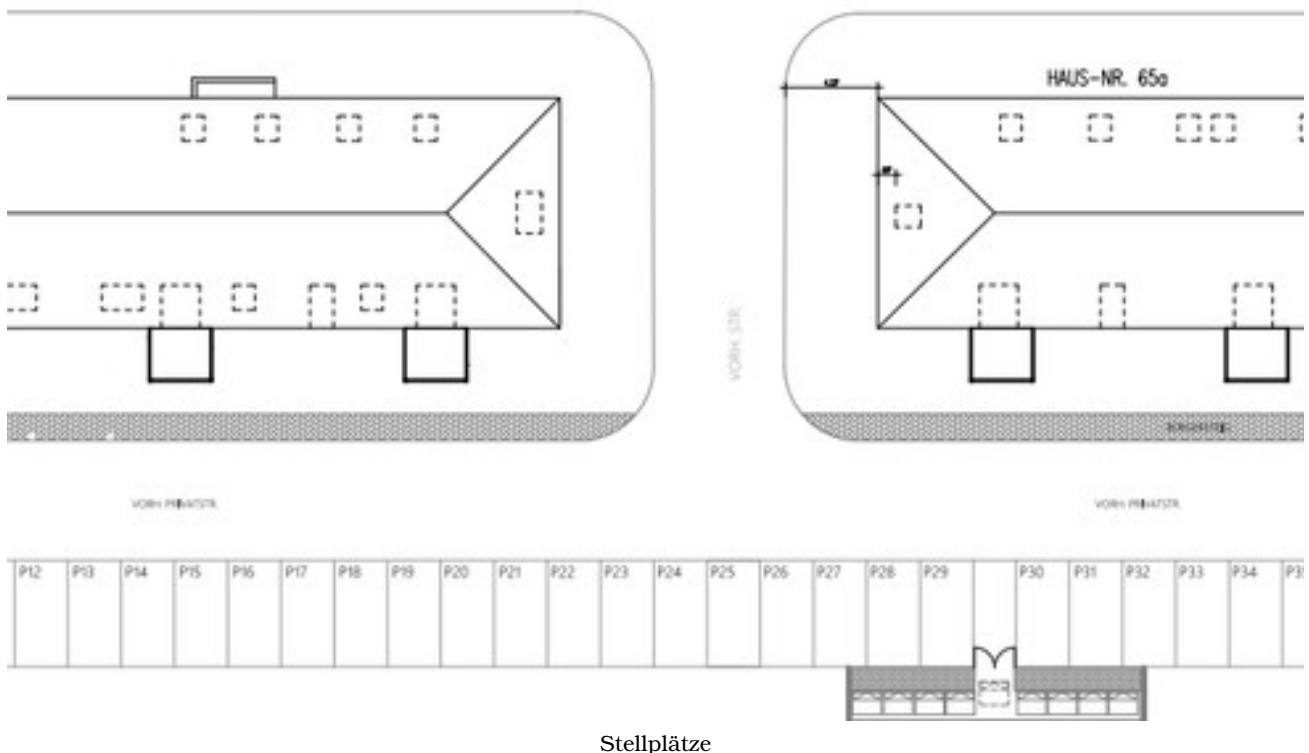 HAUS-NR. 65a
VORH. STR.
VORH. PRIVATSTR. VORH. PRIVATSTR.
P12 P13 P14 P15 P16 P17 P18 P19 P20 P21 P22 P23 P24 P25 P26 P27 P28 P29 P30 P31 P32 P33 P34 P35
Stellplätze